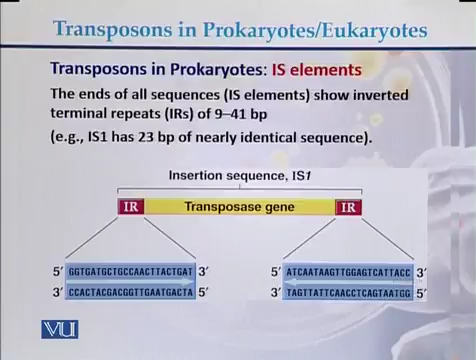 Transposons in Prokaryotes/Eukaryotes
Transposons in Prokaryotes: IS elements
The ends of all sequences (IS elements) show inverted
terminal repeats (IRs) of 9–41 bp
(e.g., IS1 has 23 bp of nearly identical sequence).
Insertion sequence, IS1
IR Transposase gene IR
5′ GGTGATGCTGCCAACTTACTGAT 3′ 5′ ATCAATAAGTTGGAGTCATTACC 3′
3′ CCACTACGACGGTTGAATGACTA 5′ 3′ TAGTTATTCAACCTCAGTAATGG 5′
VU